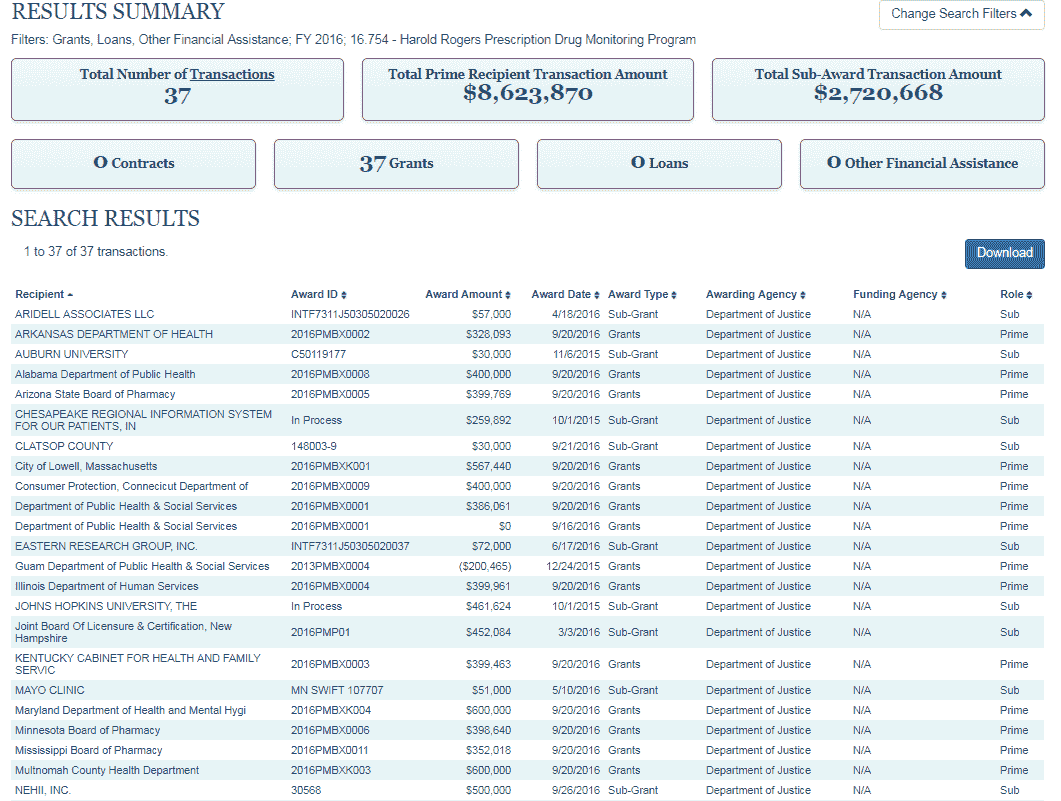 RESULTS SUMMARY
Change Search Filters
Filters: Grants, Loans, Other Financial Assistance; FY 2016; 16.754 - Harold Rogers Prescription Drug Monitoring Program
Total Number of Transactions
37
Total Prime Recipient Transaction Amount
$8,623,870
Total Sub-Award Transaction Amount
$2,720,668
0 Contracts
37 Grants
0 Loans
0 Other Financial Assistance
SEARCH RESULTS
1 to 37 of 37 transactions.
Download
Recipient Award ID Award Amount Award Date Award Type Awarding Agency Funding Agency Role
ARIDELL ASSOCIATES LLC INTF7311J50305020026 $57,000 4/18/2016 Sub-Grant Department of Justice N/A Sub
ARKANSAS DEPARTMENT OF HEALTH 2016PMBX0002 $328,093 9/20/2016 Grants Department of Justice N/A Prime
AUBURN UNIVERSITY C50119177 $30,000 11/6/2015 Sub-Grant Department of Justice N/A Sub
Alabama Department of Public Health 2016PMBX0008 $400,000 9/20/2016 Grants Department of Justice N/A Prime
Arizona State Board of Pharmacy 2016PMBX0005 $399,769 9/20/2016 Grants Department of Justice N/A Prime
CHESAPEAKE REGIONAL INFORMATION SYSTEM
FOR OUR PATIENTS, IN In Process $259,892 10/1/2015 Sub-Grant Department of Justice N/A Sub
CLATSOP COUNTY 148003-9 $30,000 9/21/2016 Sub-Grant Department of Justice N/A Sub
City of Lowell, Massachusetts 2016PMBXK001 $567,440 9/20/2016 Grants Department of Justice N/A Prime
Consumer Protection, Connecicut Department of 2016PMBX0009 $400,000 9/20/2016 Grants Department of Justice N/A Prime
Department of Public Health & Social Services 2016PMBX0001 $386,061 9/20/2016 Grants Department of Justice N/A Prime
Department of Public Health & Social Services 2016PMBX0001 $0 9/16/2016 Grants Department of Justice N/A Prime
EASTERN RESEARCH GROUP, INC. INTF7311J50305020037 $72,000 6/17/2016 Sub-Grant Department of Justice N/A Sub
Guam Department of Public Health & Social Services 2013PMBX0004 ($200,465) 12/24/2015 Grants Department of Justice N/A Prime
Illinois Department of Human Services 2016PMBX0004 $399,961 9/20/2016 Grants Department of Justice N/A Prime
JOHNS HOPKINS UNIVERSITY, THE In Process $461,624 10/1/2015 Sub-Grant Department of Justice N/A Sub
Joint Board Of Licensure & Certification, New
Hampshire 2016PMP01 $452,084 3/3/2016 Sub-Grant Department of Justice N/A Sub
KENTUCKY CABINET FOR HEALTH AND FAMILY
SERVIC 2016PMBX0003 $399,463 9/20/2016 Grants Department of Justice N/A Prime
MAYO CLINIC MN SWIFT 107707 $51,000 5/10/2016 Sub-Grant Department of Justice N/A Sub
Maryland Department of Health and Mental Hygi 2016PMBXK004 $600,000 9/20/2016 Grants Department of Justice N/A Prime
Minnesota Board of Pharmacy 2016PMBX0006 $398,640 9/20/2016 Grants Department of Justice N/A Prime
Mississippi Board of Pharmacy 2016PMBX0011 $352,018 9/20/2016 Grants Department of Justice N/A Prime
Multnomah County Health Department 2016PMBXK003 $600,000 9/20/2016 Grants Department of Justice N/A Prime
NEHII, INC. 30568 $500,000 9/26/2016 Sub-Grant Department of Justice N/A Sub